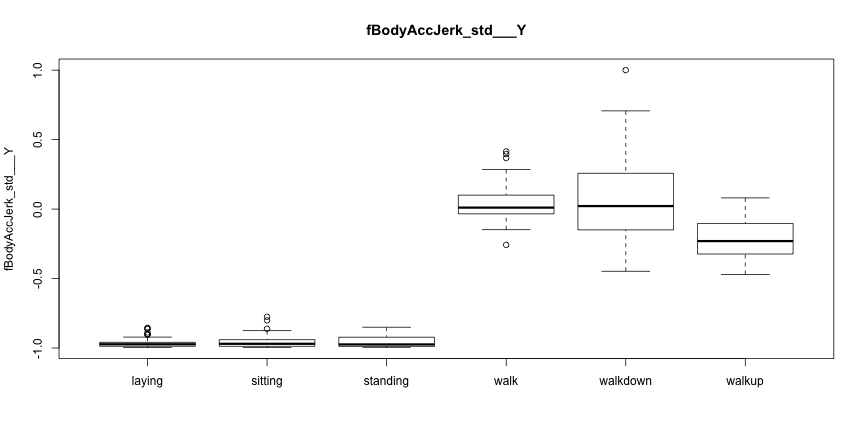 fBodyAccJerk_std___Y
fBodyAccJerk_std___Y
1.0
0.5
0.0
-0.5
-1.0
laying sitting standing walk walkdown walkup